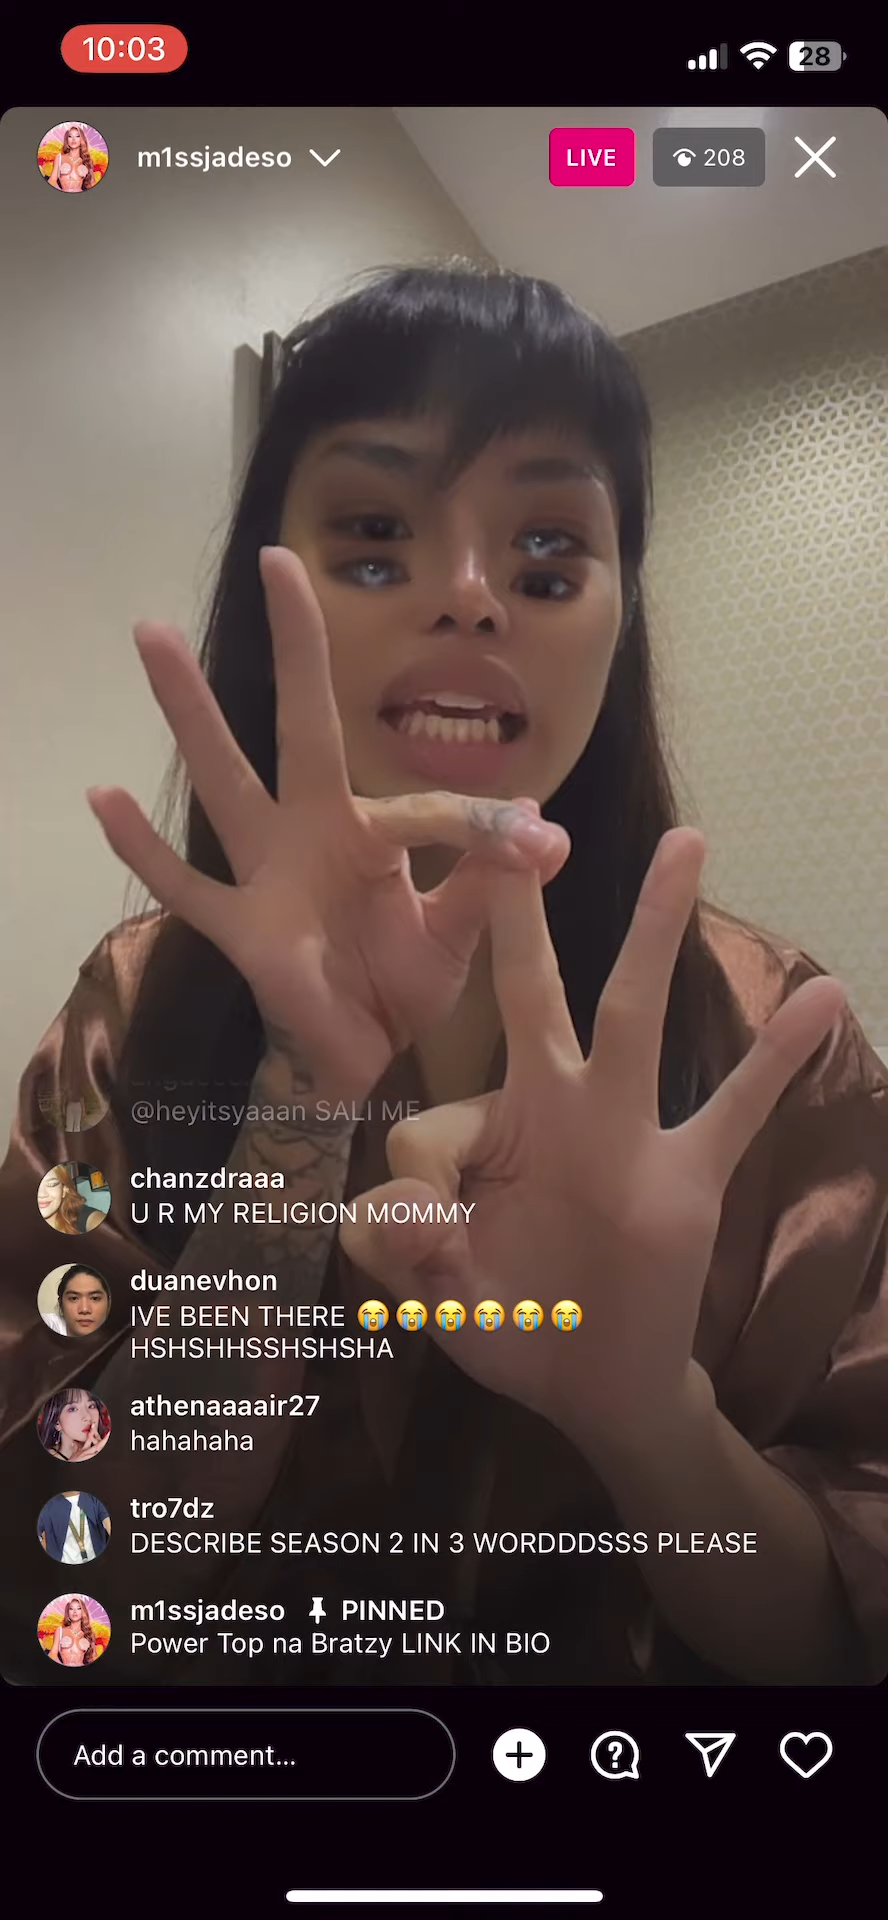 10:03
28
m1ssjadeso
LIVE
208
@heyitsyaaan SALI ME
chanzdraaa
U R MY RELIGION MOMMY
duanevhon
IVE BEEN THERE 😭😭😭😭😭😭
HSHSHHSSHSHSHA
athenaaaair27
hahahaha
tro7dz
DESCRIBE SEASON 2 IN 3 WORDDDSSS PLEASE
m1ssjadeso PINNED
Power Top na Bratzy LINK IN BIO
Add a comment...